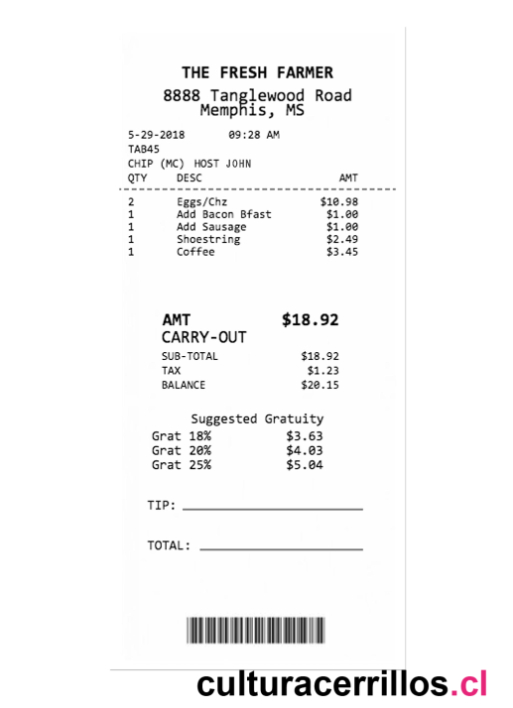 THE FRESH FARMER
8888 Tanglewood Road
Memphis, MS
5-29-2018 09:28 AM
TAB45
CHIP (MC) HOST JOHN
QTY DESC AMT
2 Eggs/Chz $10.98
1 Add Bacon Bfast $1.00
1 Add Sausage $1.00
1 Shoestring $2.49
1 Coffee $3.45
AMT $18.92
CARRY-OUT
SUB-TOTAL $18.92
TAX $1.23
BALANCE $20.15
Suggested Gratuity
Grat 18% $3.63
Grat 20% $4.03
Grat 25% $5.04
TIP:
TOTAL:
culturacerrillos.cl